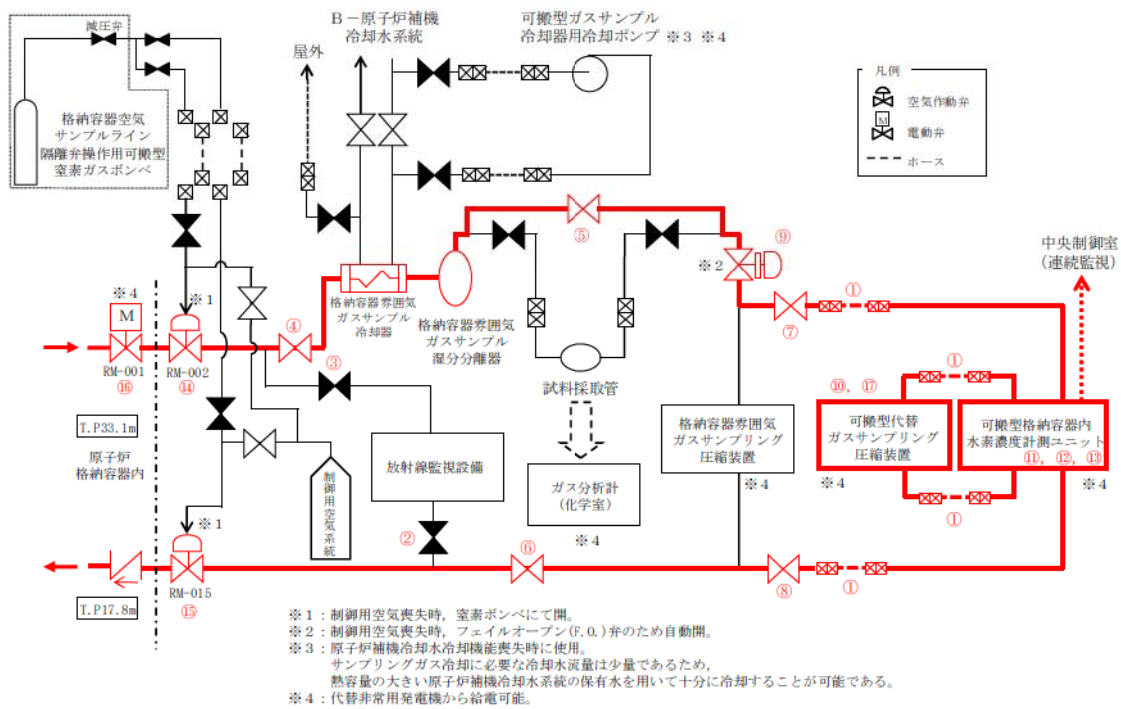 減圧弁
格納容器空気
サンプルライン
隔離弁操作用可搬型
窒素ガスボンベ
屋外
B-原子炉補機
冷却水系統
可搬型ガスサンプル
冷却器用冷却ポンプ ※3 ※4
凡例
空気作動弁
M
電動弁
ホース
中央制御室
(連続監視)
⑤
⑨
※2
①
⑦
※4
M
RM-001
⑯
※1
RM-002
⑭
④
格納容器雰囲気
ガスサンプル
冷却器
格納容器雰囲気
ガスサンプル
湿分分離器
③
試料採取管
①
⑩, ⑰
可搬型代替
ガスサンプリング
圧縮装置
※4
可搬型格納容器内
水素濃度計測ユニット
⑪, ⑫, ⑬
※4
①
格納容器雰囲気
ガスサンプリング
圧縮装置
※4
T.P33.1m
原子炉
格納容器内
放射線監視設備
ガス分析計
(化学室)
※4
制御用空気系統
※1
②
⑥
RM-015
⑮
⑧
①
T.P17.8m
※1:制御用空気喪失時，窒素ボンベにて開。
※2:制御用空気喪失時，フェイルオープン(F.O.)弁のため自動開。
※3:原子炉補機冷却水冷却機能喪失時に使用。
サンプリングガス冷却に必要な冷却水流量は少量であるため，
熱容量の大きい原子炉補機冷却水系統の保有水を用いて十分に冷却することが可能である。
※4:代替非常用発電機から給電可能。